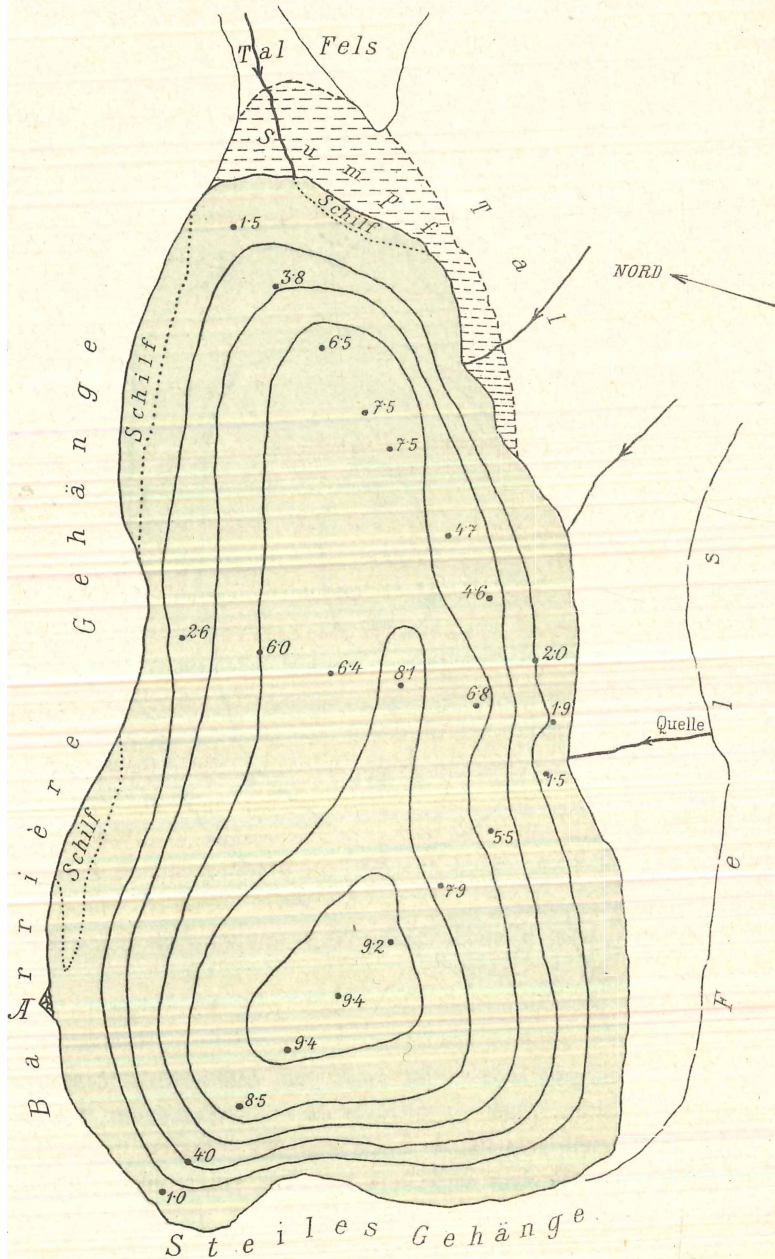 Tal
Fels
Sumpf
Schilf
Tal
NORD
1·5
3·8
6·5
7·5
7·5
Schilf
Gehänge
4·7
4·6
2·6
6·0
6·4
8·1
2·0
6·8
1·9
Quelle
1·5
Schilf
5·5
7·9
9·2
9·4
A
9·4
8·5
4·0
1·0
Barrière
Fels
Steiles Gehänge